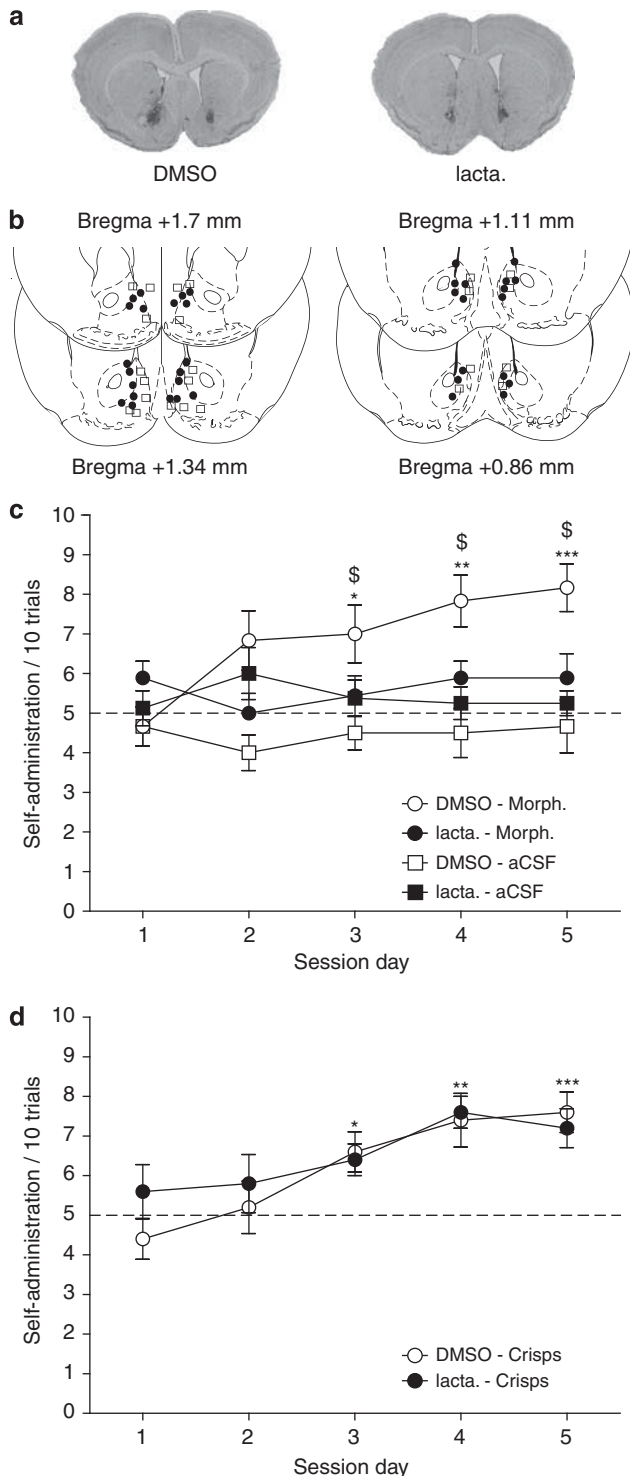 a
DMSO lacta.
b
Bregma +1.7 mm Bregma +1.11 mm
Bregma +1.34 mm Bregma +0.86 mm
c
10
9
8
7
6
5
4
3
2
1
0
Self-administration / 10 trials
$ $ $
* ** ***
DMSO - Morph.
lacta. - Morph.
DMSO - aCSF
lacta. - aCSF
1 2 3 4 5
Session day
d
10
9
8
7
6
5
4
3
2
1
0
Self-administration / 10 trials
* ** ***
DMSO - Crisps
lacta. - Crisps
1 2 3 4 5
Session day